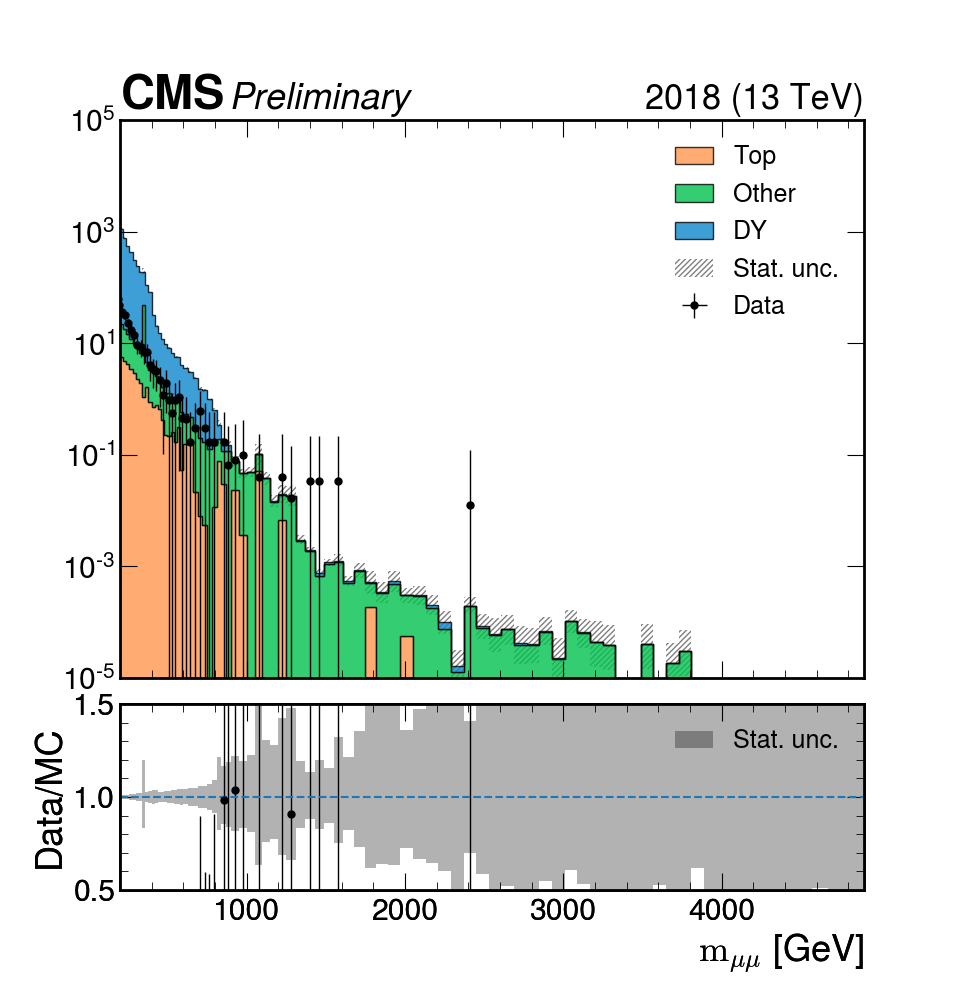 CMS Preliminary 2018 (13 TeV)
10^5
10^3
10^1
10^-1
10^-3
10^-5
Top
Other
DY
Stat. unc.
Data
Data/MC
1.5
1.0
0.5
Stat. unc.
1000 2000 3000 4000
m_μμ [GeV]